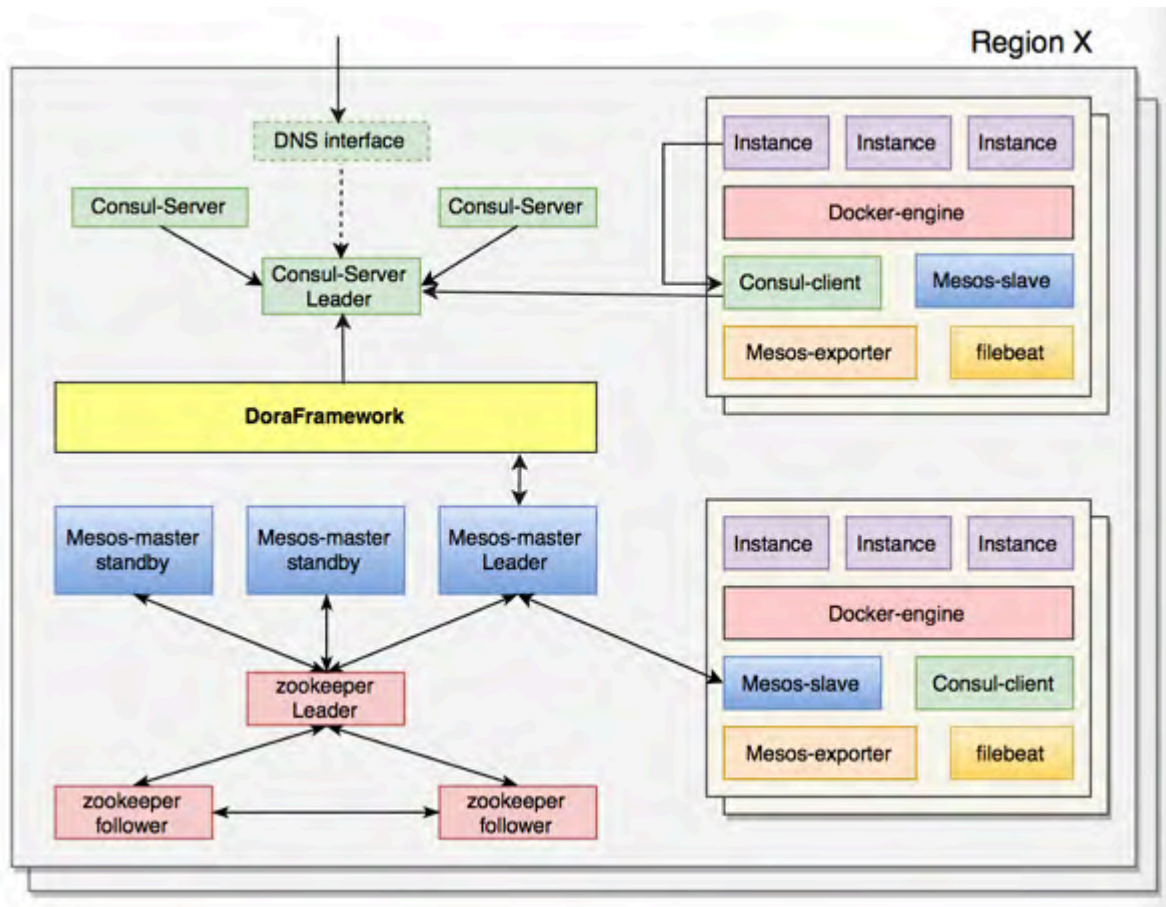 Region X
DNS interface
Consul-Server
Consul-Server
Consul-Server
Leader
DoraFramework
Mesos-master
standby
Mesos-master
standby
Mesos-master
Leader
zookeeper
Leader
zookeeper
follower
zookeeper
follower
Instance
Instance
Instance
Docker-engine
Consul-client
Mesos-slave
Mesos-exporter
filebeat
Instance
Instance
Instance
Docker-engine
Mesos-slave
Consul-client
Mesos-exporter
filebeat